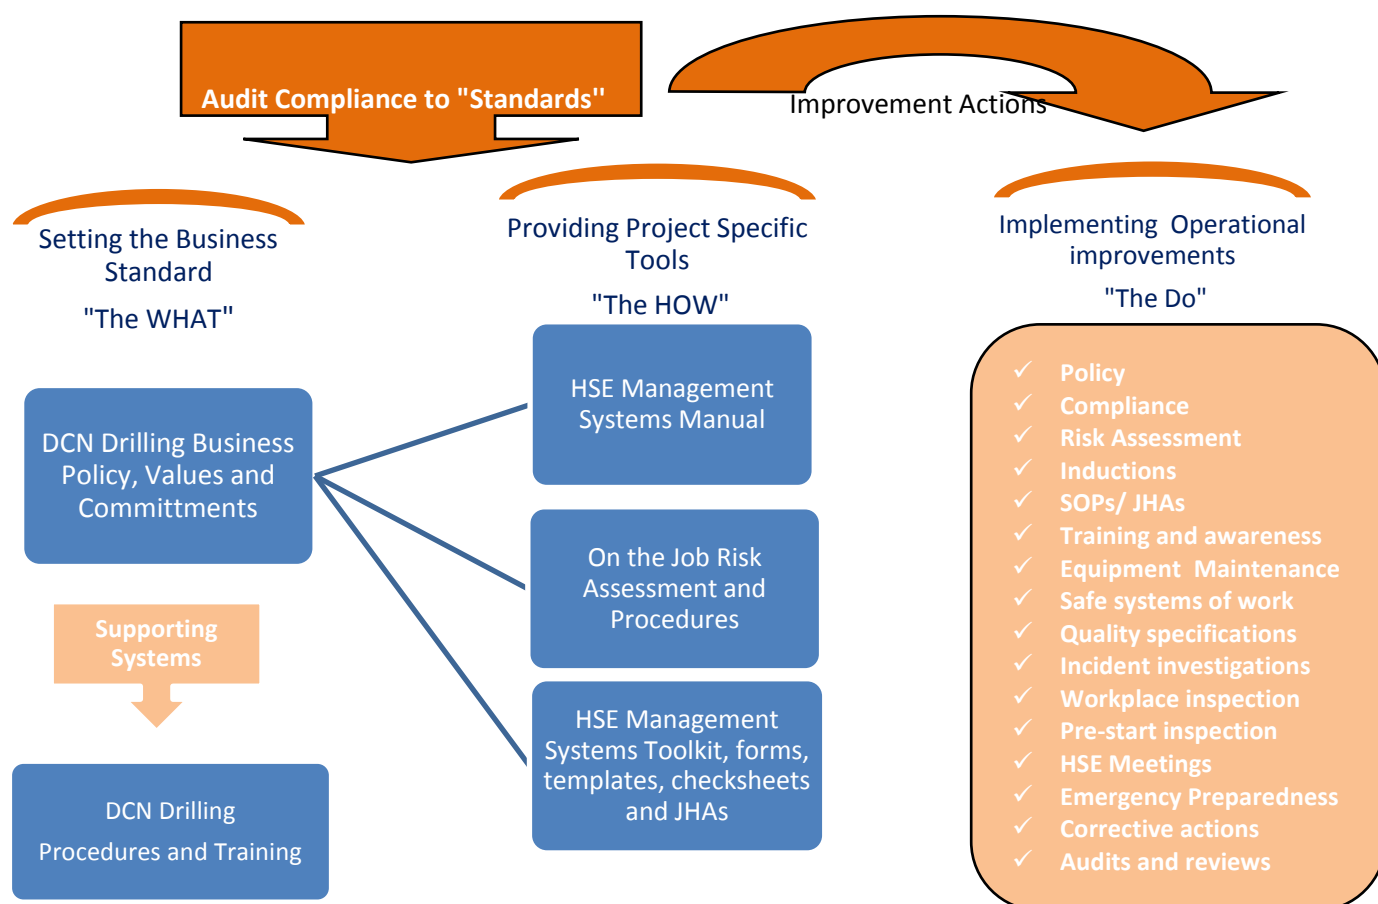 Audit Compliance to "Standards"
Improvement Actions
Setting the Business
Standard
"The WHAT"
DCN Drilling Business
Policy, Values and
Committments
Supporting
Systems
DCN Drilling
Procedures and Training
Providing Project Specific
Tools
"The HOW"
HSE Management
Systems Manual
On the Job Risk
Assessment and
Procedures
HSE Management
Systems Toolkit, forms,
templates, checksheets
and JHAs
Implementing  Operational
improvements
"The Do"
✓ Policy
✓ Compliance
✓ Risk Assessment
✓ Inductions
✓ SOPs/ JHAs
✓ Training and awareness
✓ Equipment  Maintenance
✓ Safe systems of work
✓ Quality specifications
✓ Incident investigations
✓ Workplace inspection
✓ Pre-start inspection
✓ HSE Meetings
✓ Emergency Preparedness
✓ Corrective actions
✓ Audits and reviews